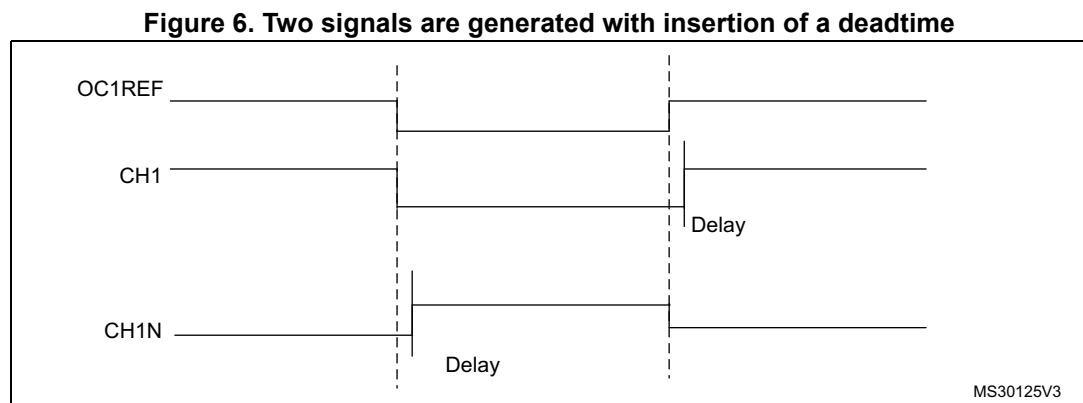 Figure 6. Two signals are generated with insertion of a deadtime
OC1REF
CH1
Delay
CH1N
Delay
MS30125V3